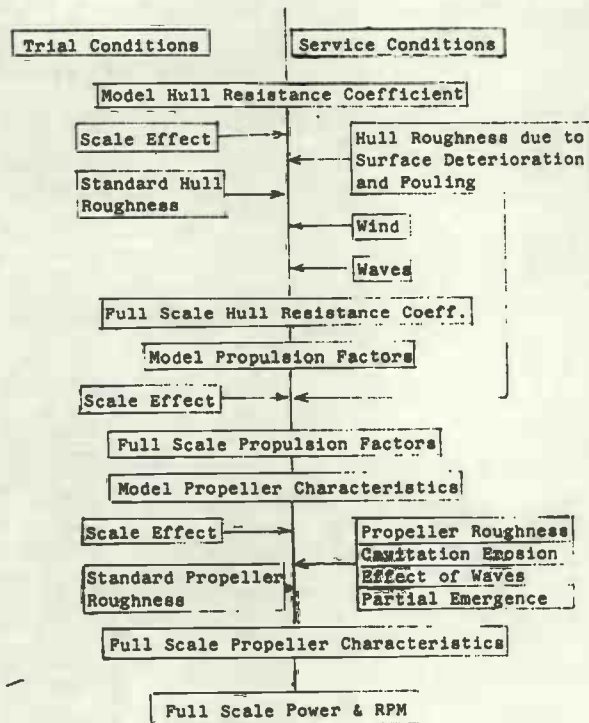 Trial Conditions
Service Conditions
Model Hull Resistance Coefficient
Scale Effect
Hull Roughness due to
Surface Deterioration
and Fouling
Standard Hull
Roughness
Wind
Waves
Full Scale Hull Resistance Coeff.
Model Propulsion Factors
Scale Effect
Full Scale Propulsion Factors
Model Propeller Characteristics
Scale Effect
Propeller Roughness
Cavitation Erosion
Effect of Waves
Partial Emergence
Standard Propeller
Roughness
Full Scale Propeller Characteristics
Full Scale Power & RPM